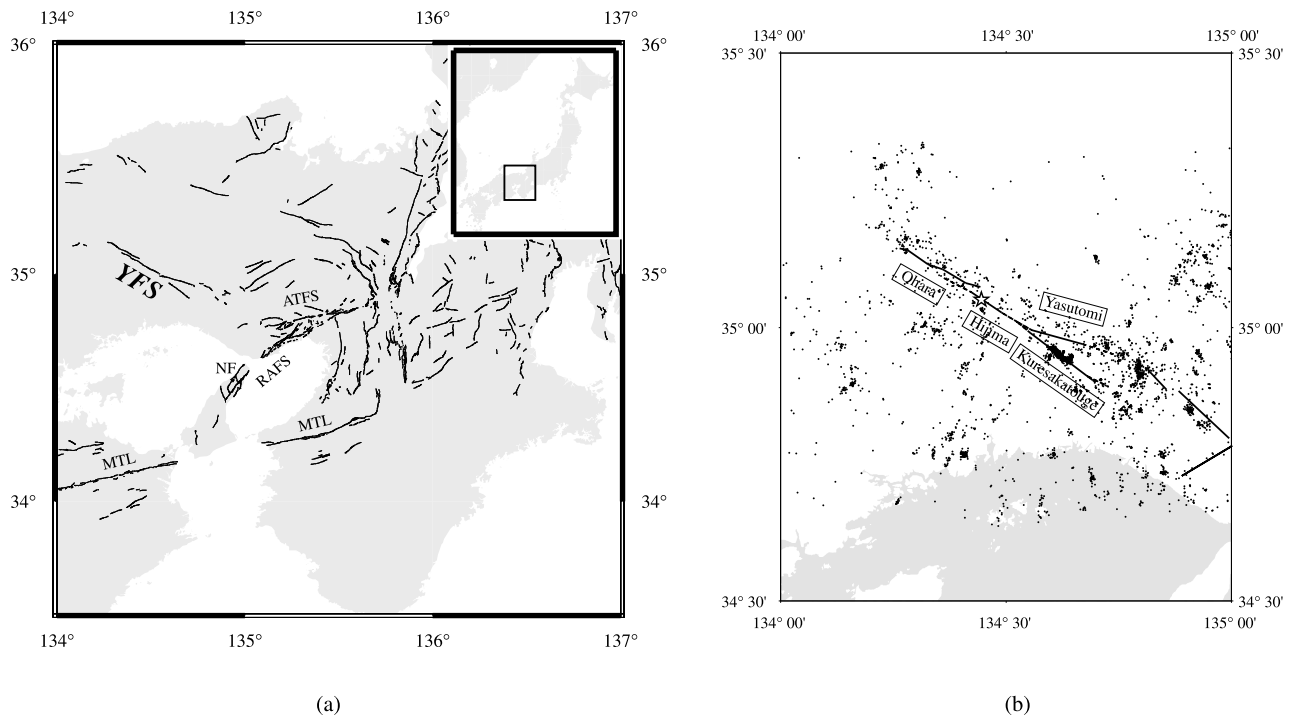 134° 135° 136° 137°
36° 36°
35° 35°
YFS
ATFS
NF
RAFS
MTL
MTL
34° 34°
134° 135° 136° 137°
(a)
134° 00' 134° 30' 135° 00'
35° 30' 35° 30'
Ohara
Yasutomi
Hijima
Kuresakatouge
35° 00' 35° 00'
34° 30' 34° 30'
134° 00' 134° 30' 135° 00'
(b)